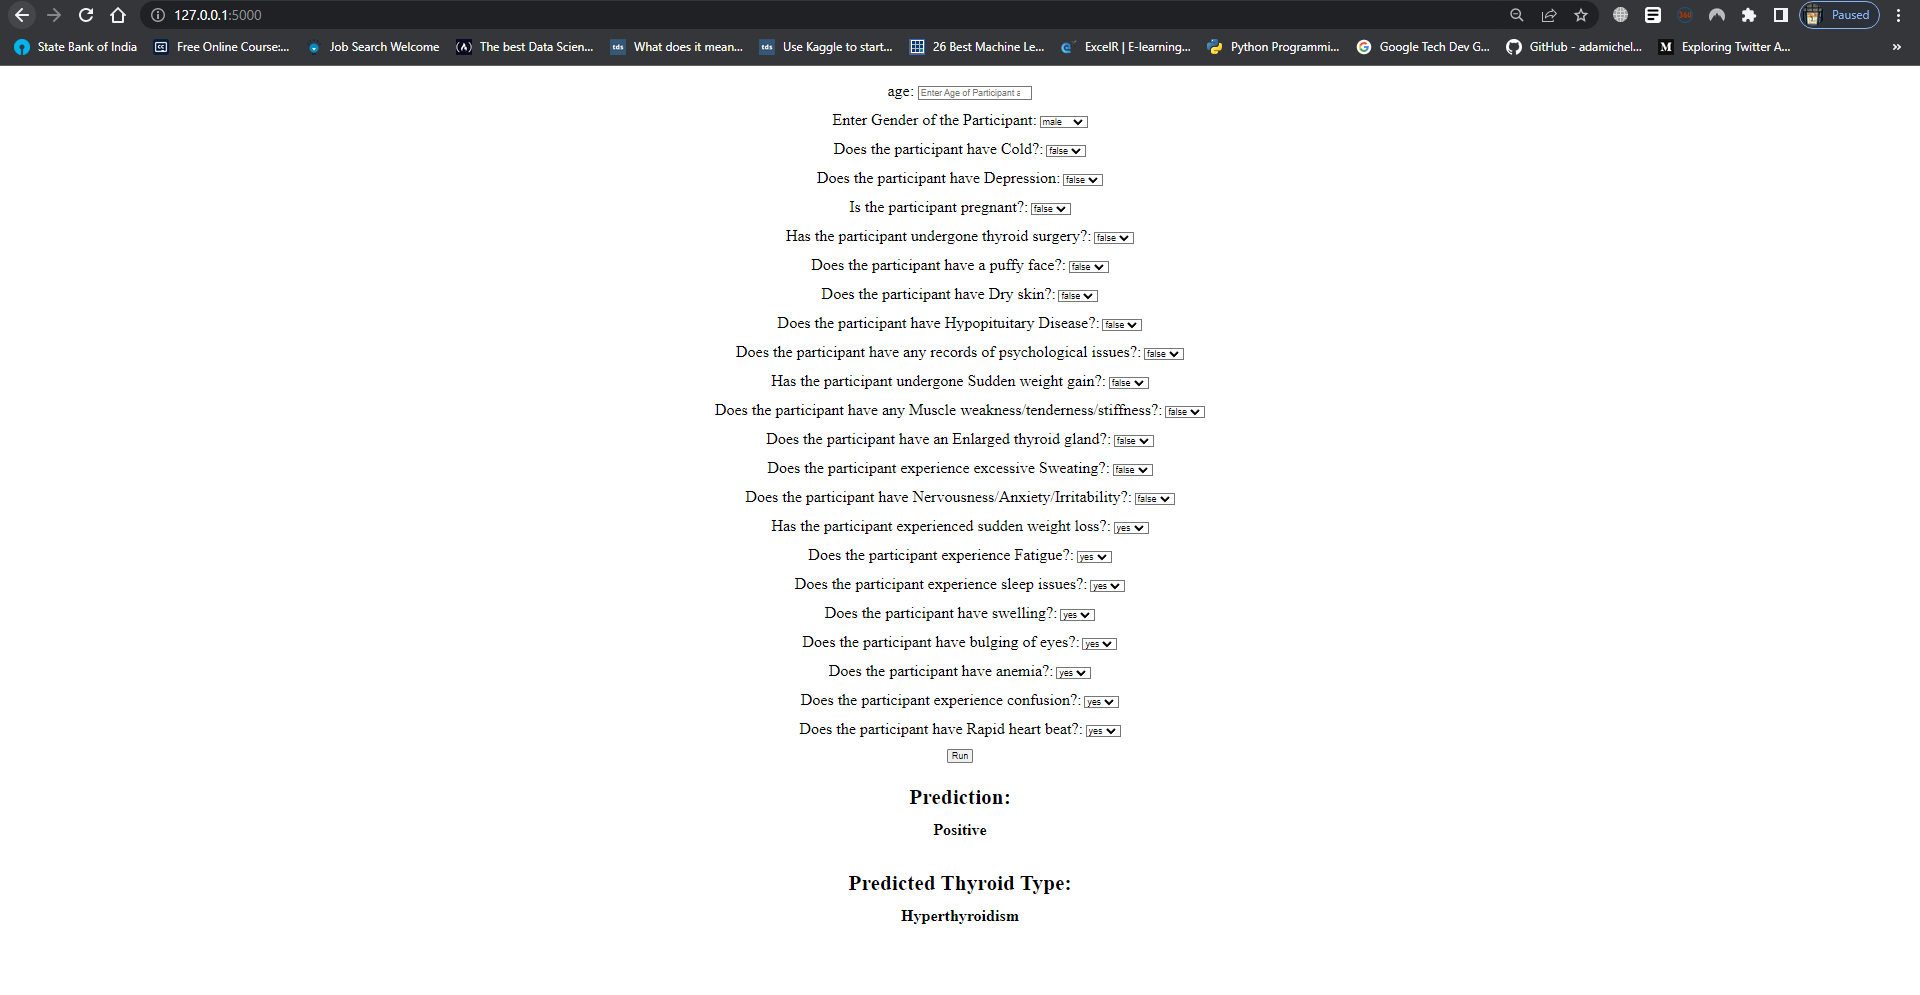 127.0.0.1:5000
Paused
State Bank of India
Free Online Course:...
Job Search Welcome
The best Data Scien...
What does it mean...
Use Kaggle to start...
26 Best Machine Le...
ExcelR | E-learning...
Python Programmi...
Google Tech Dev G...
GitHub - adamichel...
Exploring Twitter A...
»
age: Enter Age of Participant a
Enter Gender of the Participant: male
Does the participant have Cold?: false
Does the participant have Depression: false
Is the participant pregnant?: false
Has the participant undergone thyroid surgery?: false
Does the participant have a puffy face?: false
Does the participant have Dry skin?: false
Does the participant have Hypopituitary Disease?: false
Does the participant have any records of psychological issues?: false
Has the participant undergone Sudden weight gain?: false
Does the participant have any Muscle weakness/tenderness/stiffness?: false
Does the participant have an Enlarged thyroid gland?: false
Does the participant experience excessive Sweating?: false
Does the participant have Nervousness/Anxiety/Irritability?: false
Has the participant experienced sudden weight loss?: yes
Does the participant experience Fatigue?: yes
Does the participant experience sleep issues?: yes
Does the participant have swelling?: yes
Does the participant have bulging of eyes?: yes
Does the participant have anemia?: yes
Does the participant experience confusion?: yes
Does the participant have Rapid heart beat?: yes
Run
Prediction:
Positive
Predicted Thyroid Type:
Hyperthyroidism